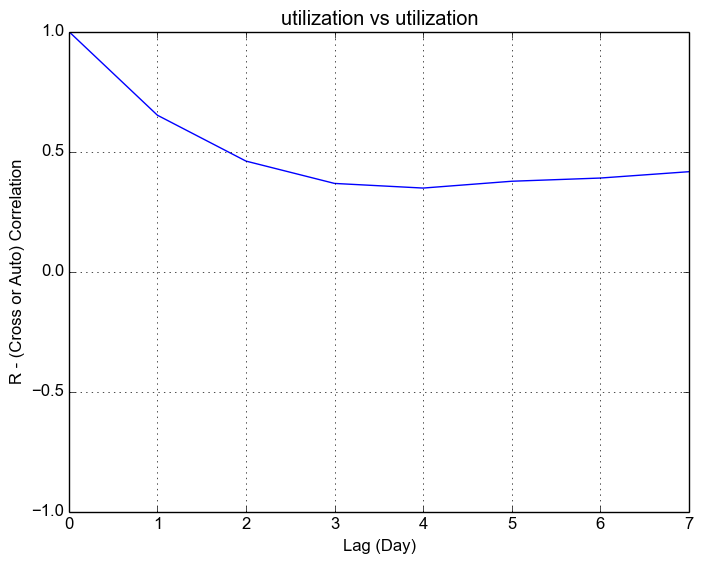 utilization vs utilization
1.0
0.5
0.0
−0.5
−1.0
R - (Cross or Auto) Correlation
0 1 2 3 4 5 6 7
Lag (Day)